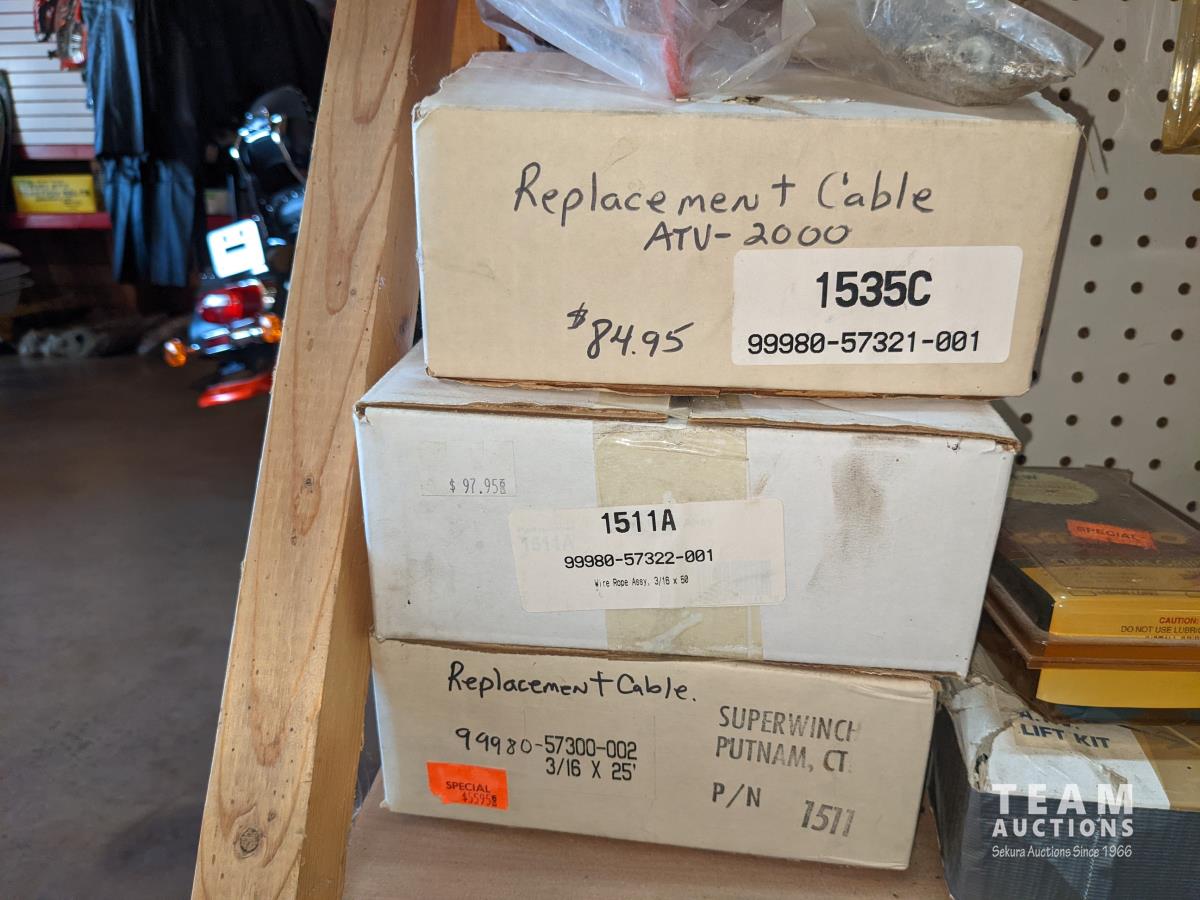 Replacement Cable
ATV-2000
$84.95
1535C
99980-57321-001
$ 97.95
1511A
99980-57322-001
Wire Rope Assy, 3/16 x 50
Replacement Cable.
99980-57300-002
3/16 X 25'
SPECIAL
SUPERWINCH
PUTNAM, CT.
P/N 1511
SPECIAL
CAUTION:
DO NOT USE LUBRIC
LIFT KIT
TEAM
AUCTIONS
Sekura Auctions Since 1966